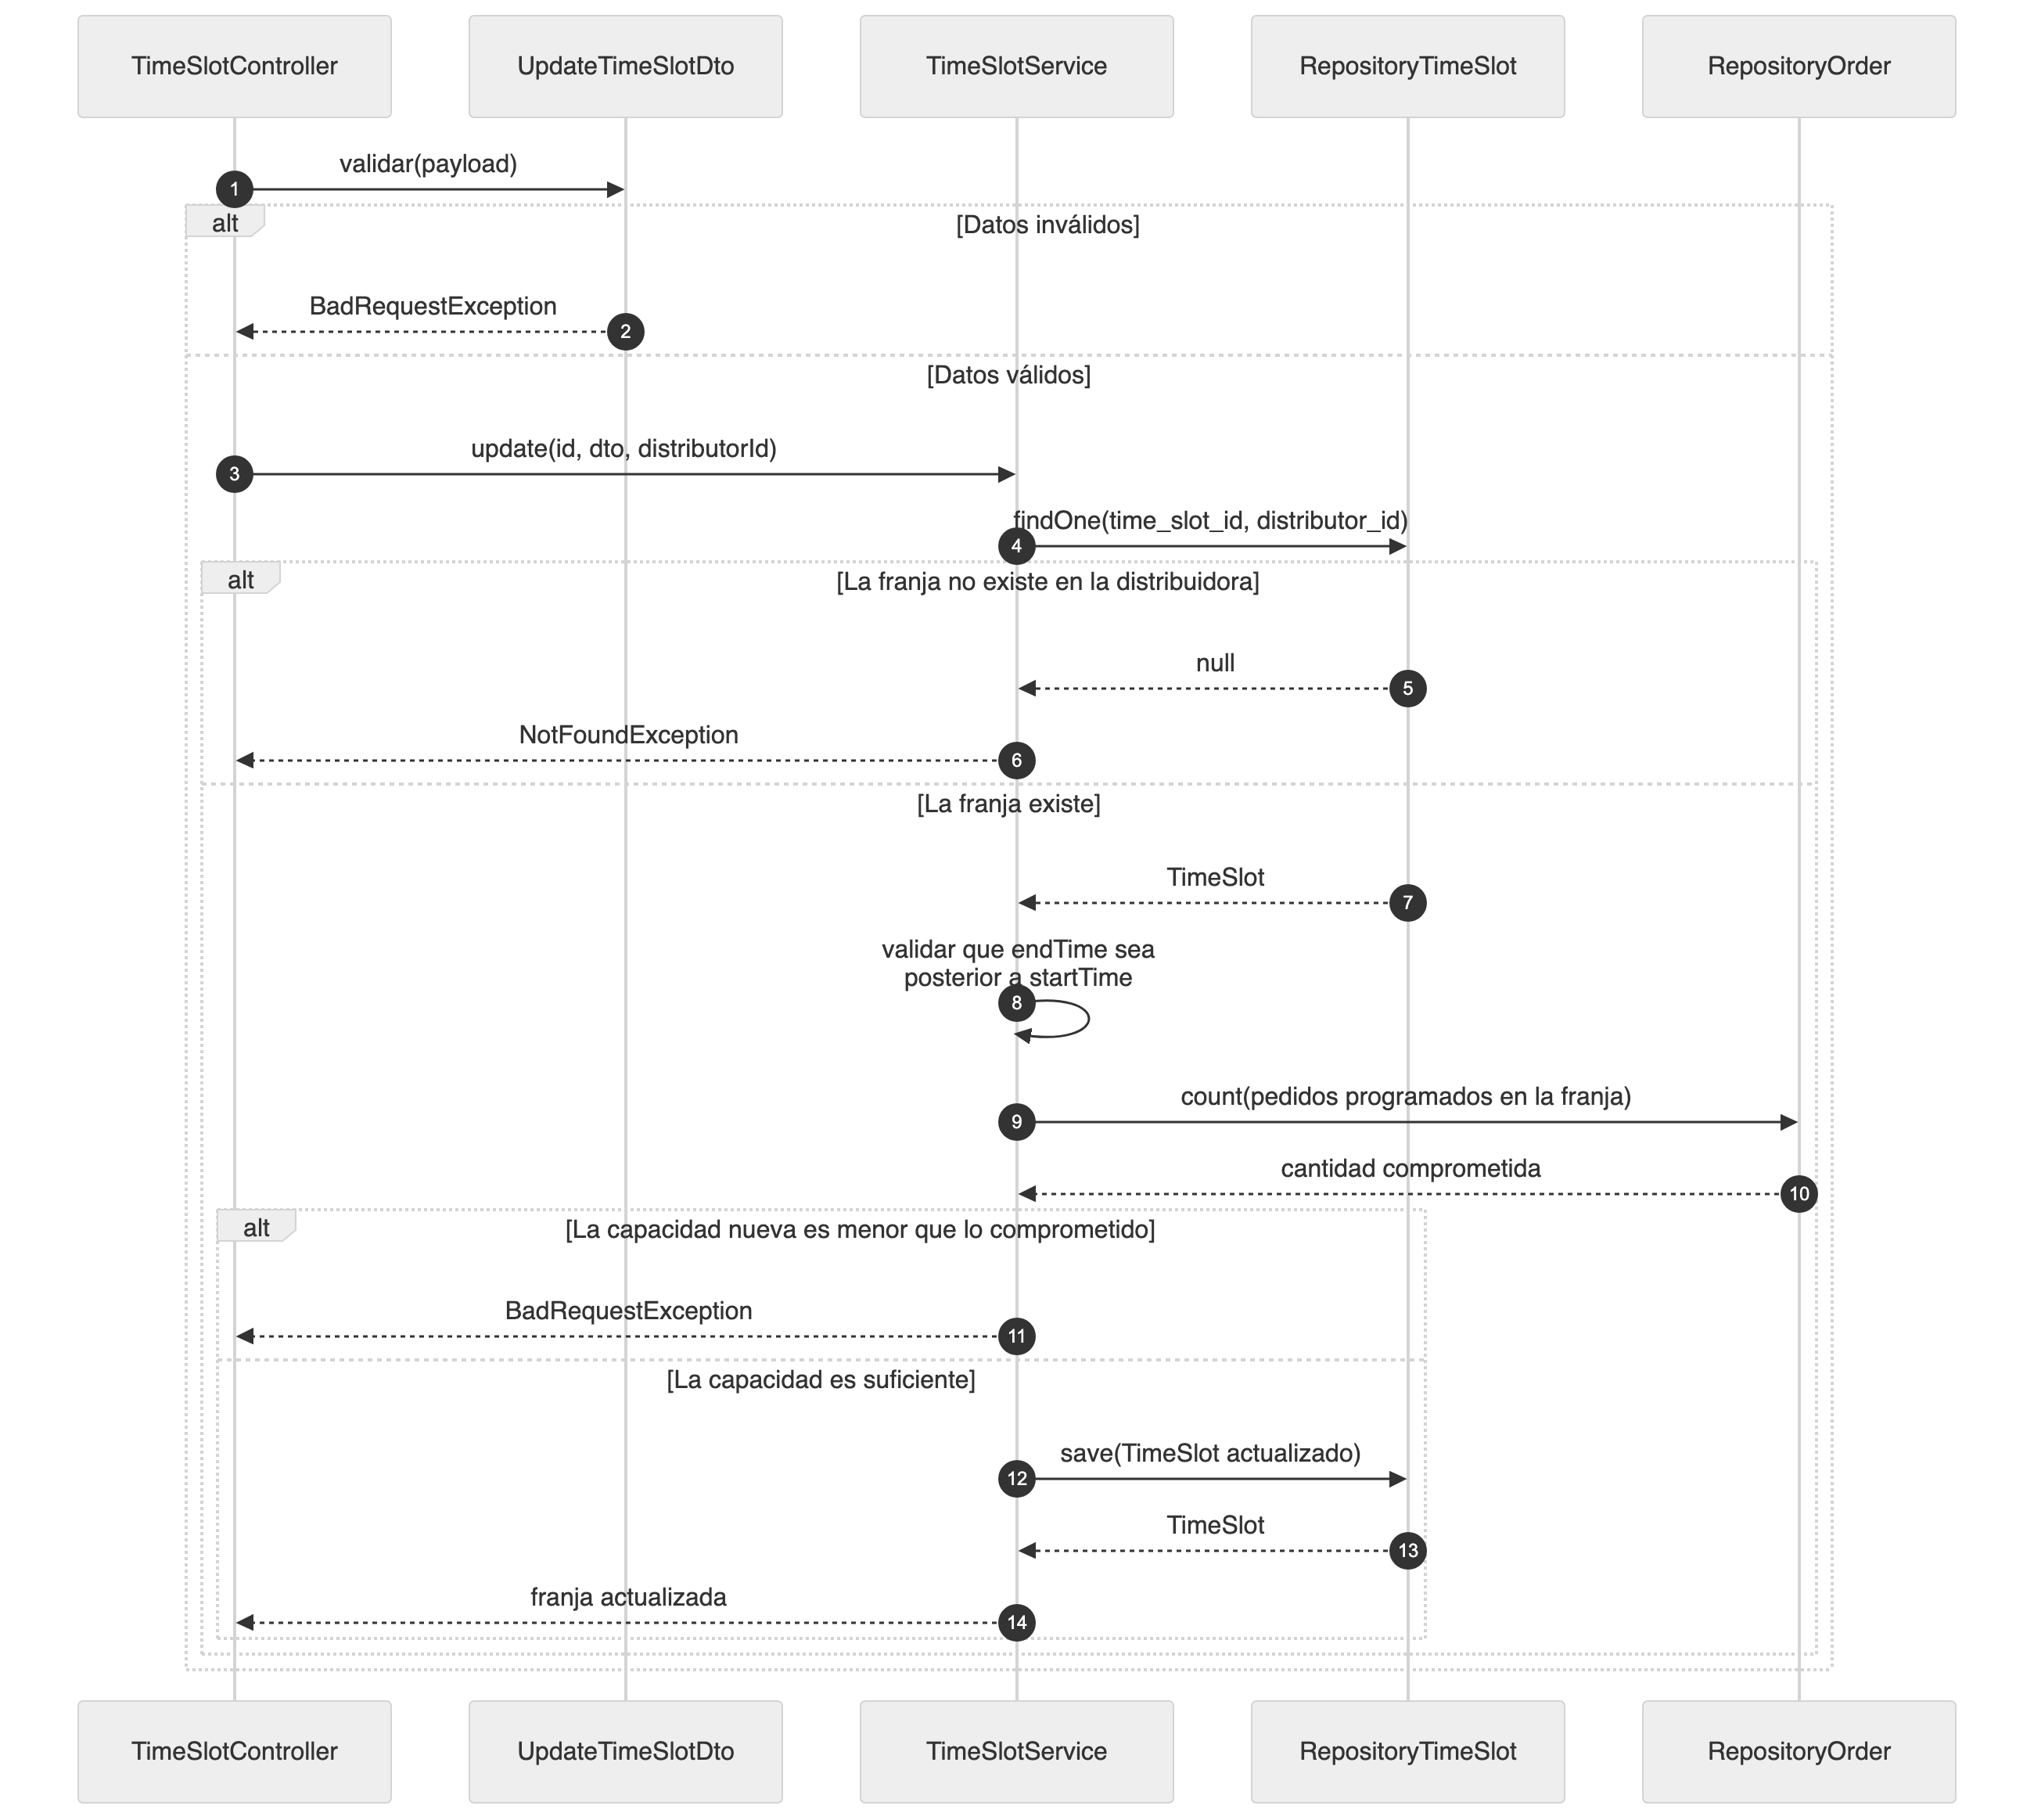 TimeSlotController
UpdateTimeSlotDto
TimeSlotService
RepositoryTimeSlot
RepositoryOrder
validar(payload)
1
alt
[Datos inválidos]
BadRequestException
2
[Datos válidos]
update(id, dto, distributorId)
3
findOne(time_slot_id, distributor_id)
4
alt
[La franja no existe en la distribuidora]
null
5
NotFoundException
6
[La franja existe]
TimeSlot
7
validar que endTime sea
posterior a startTime
8
count(pedidos programados en la franja)
9
cantidad comprometida
10
alt
[La capacidad nueva es menor que lo comprometido]
BadRequestException
11
[La capacidad es suficiente]
save(TimeSlot actualizado)
12
TimeSlot
13
franja actualizada
14
TimeSlotController
UpdateTimeSlotDto
TimeSlotService
RepositoryTimeSlot
RepositoryOrder